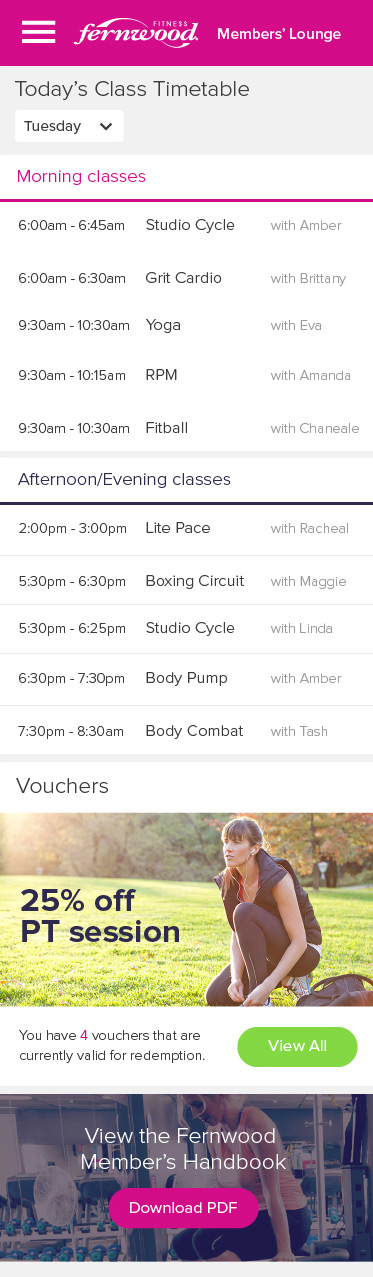 FITNESS
fernwood
Members’ Lounge
Today’s Class Timetable
Tuesday
Morning classes
6:00am - 6:45am Studio Cycle with Amber
6:00am - 6:30am Grit Cardio with Brittany
9:30am - 10:30am Yoga with Eva
9:30am - 10:15am RPM with Amanda
9:30am - 10:30am Fitball with Chaneale
Afternoon/Evening classes
2:00pm - 3:00pm Lite Pace with Racheal
5:30pm - 6:30pm Boxing Circuit with Maggie
5:30pm - 6:25pm Studio Cycle with Linda
6:30pm - 7:30pm Body Pump with Amber
7:30pm - 8:30am Body Combat with Tash
Vouchers
25% off
PT session
You have 4 vouchers that are
currently valid for redemption.
View All
View the Fernwood
Member’s Handbook
Download PDF